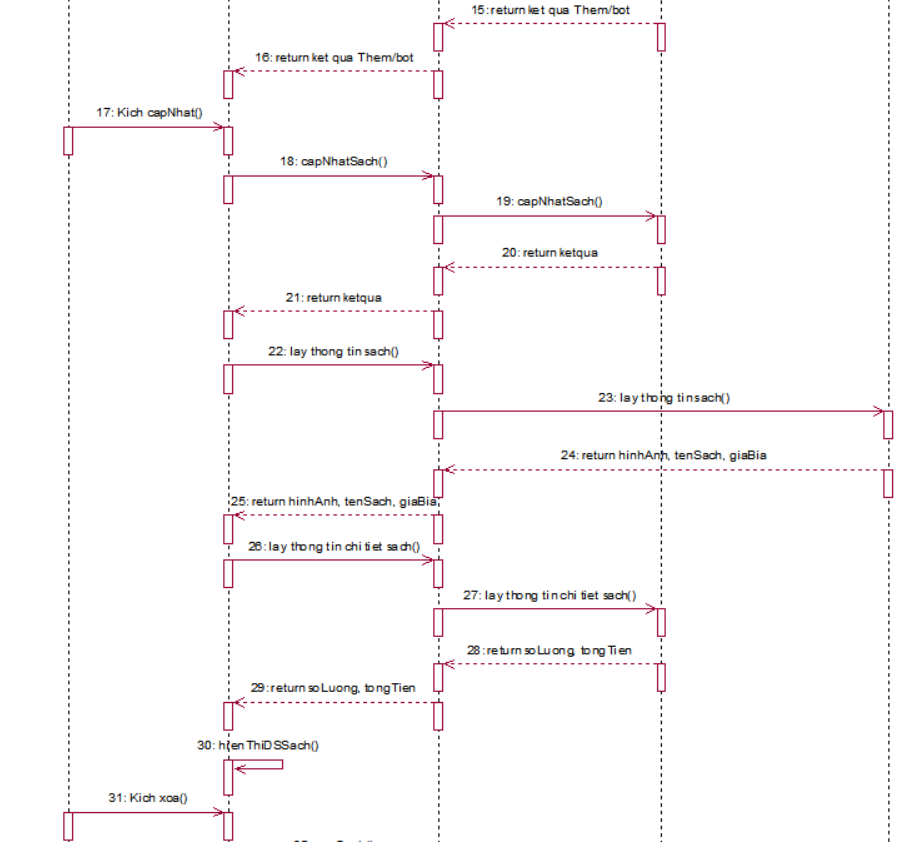 15: return ket qua Them/bot
16: return ket qua Them/bot
17: Kich capNhat()
18: capNhatSach()
19: capNhatSach()
20: return ketqua
21: return ketqua
22: lay thong tin sach()
23: lay thong tin sach()
24: return hinhAnh, tenSach, giaBia
25: return hinhAnh, tenSach, giaBia
26: lay thong tin chi tiet sach()
27: lay thong tin chi tiet sach()
28: return soLuong, tongTien
29: return soLuong, tongTien
30: hienThiDSSach()
31: Kich xoa()